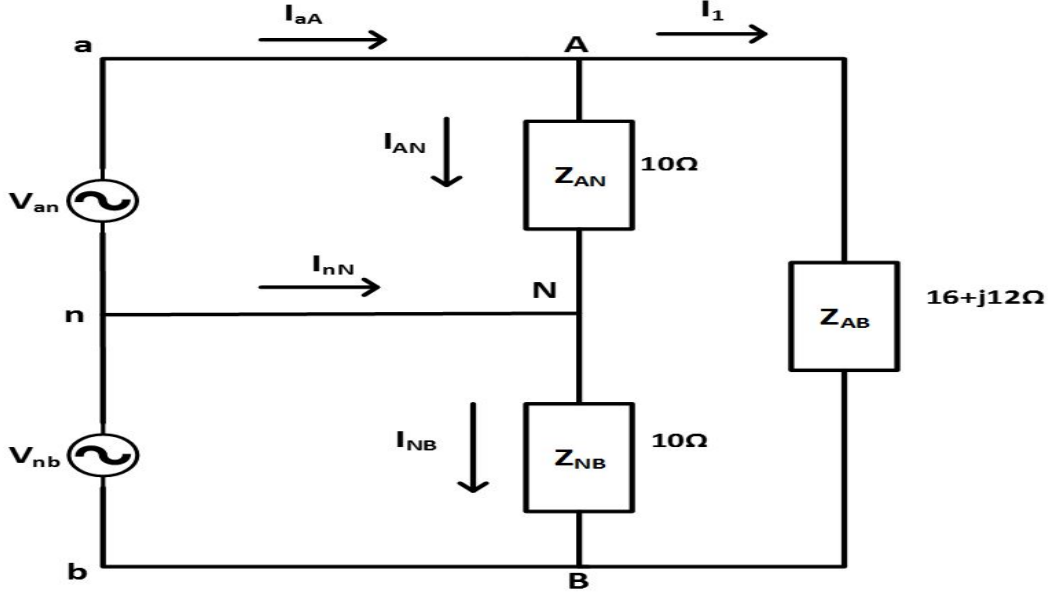 I₁
IaA
a
A
IAN
ZAN
10Ω
Van
InN
N
n
ZAB
16+j12Ω
INB
ZNB
10Ω
Vnb
b
B